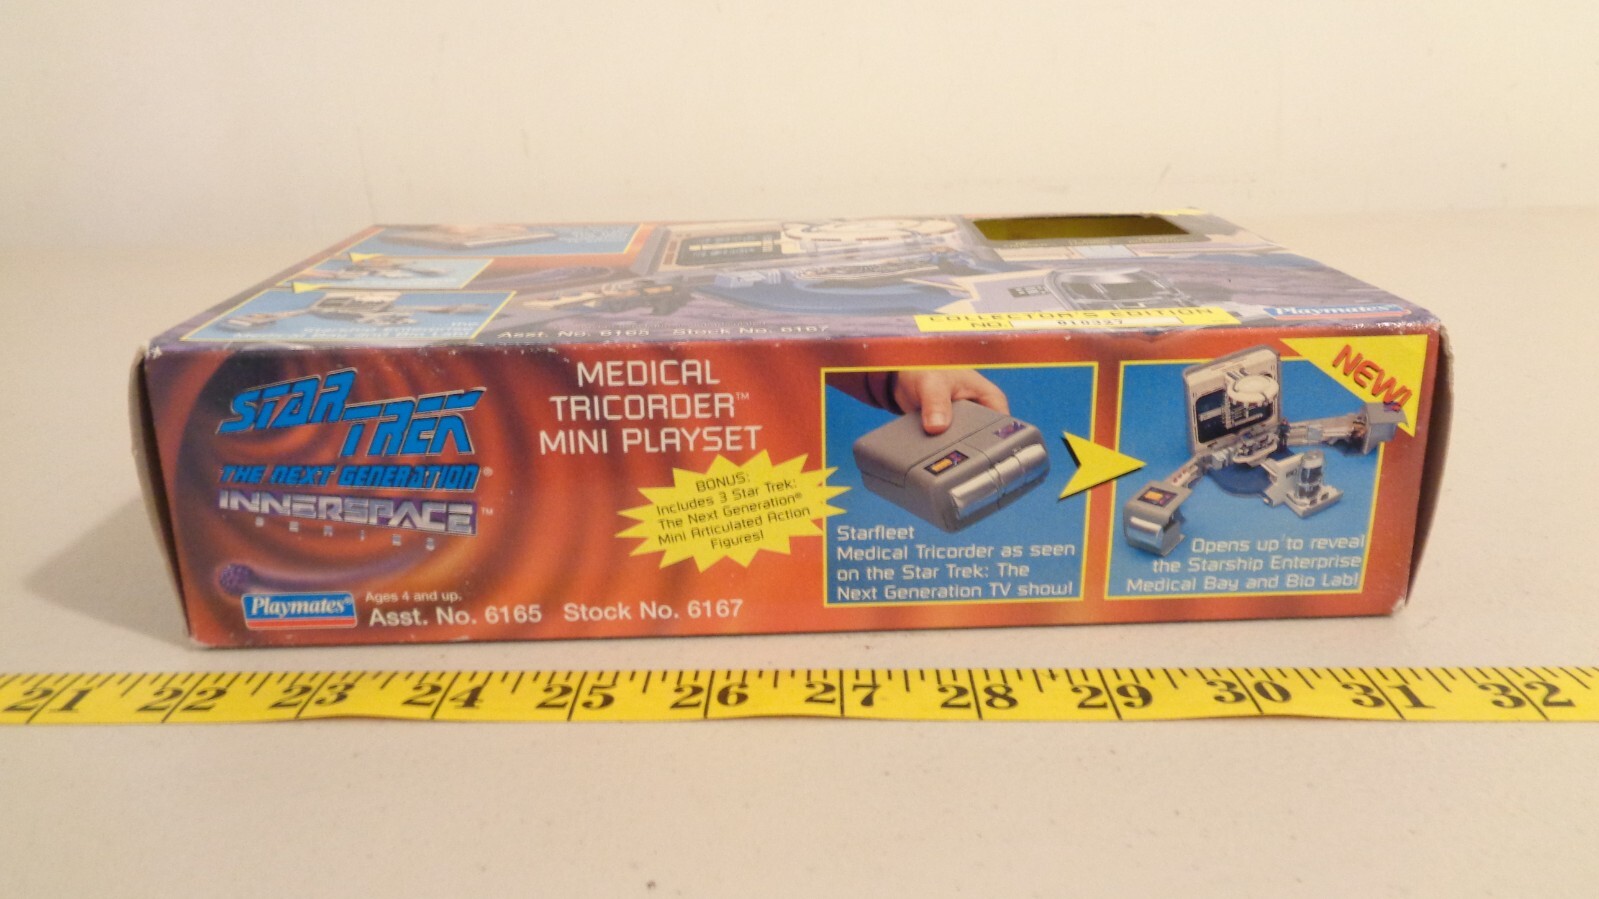 Asst. No. 6165 Stock No. 6167
COLLECTOR'S EDITION
NO. 010327
Playmates
STAR TREK
THE NEXT GENERATION®
INNERSPACE™
SERIES
MEDICAL
TRICORDER™
MINI PLAYSET
BONUS:
Includes 3 Star Trek:
The Next Generation®
Mini Articulated Action
Figures!
Starfleet
Medical Tricorder as seen
on the Star Trek: The
Next Generation TV show!
NEW!
Opens up to reveal
the Starship Enterprise
Medical Bay and Bio Lab!
Playmates®
Ages 4 and up.
Asst. No. 6165 Stock No. 6167
21 22 23 24 25 26 27 28 29 30 31 32